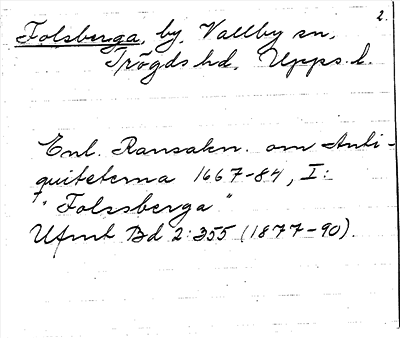 2.
Folsberga, by, Vallby sn,
Trögds hd, Upps. l.
Enl. Ransakn. om Anti-
quiteterna 1667-84, I:
"Folssberga"
Ufmt Bd 2:355 (1877-90).